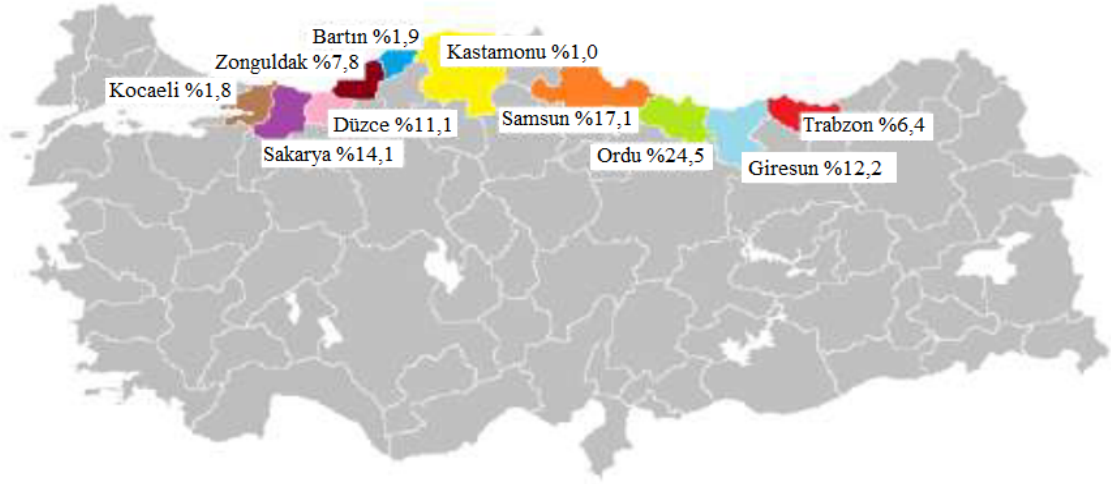 Bartın %1,9
Kastamonu %1,0
Zonguldak %7,8
Kocaeli %1,8
Düzce %11,1
Samsun %17,1
Trabzon %6,4
Sakarya %14,1
Ordu %24,5
Giresun %12,2